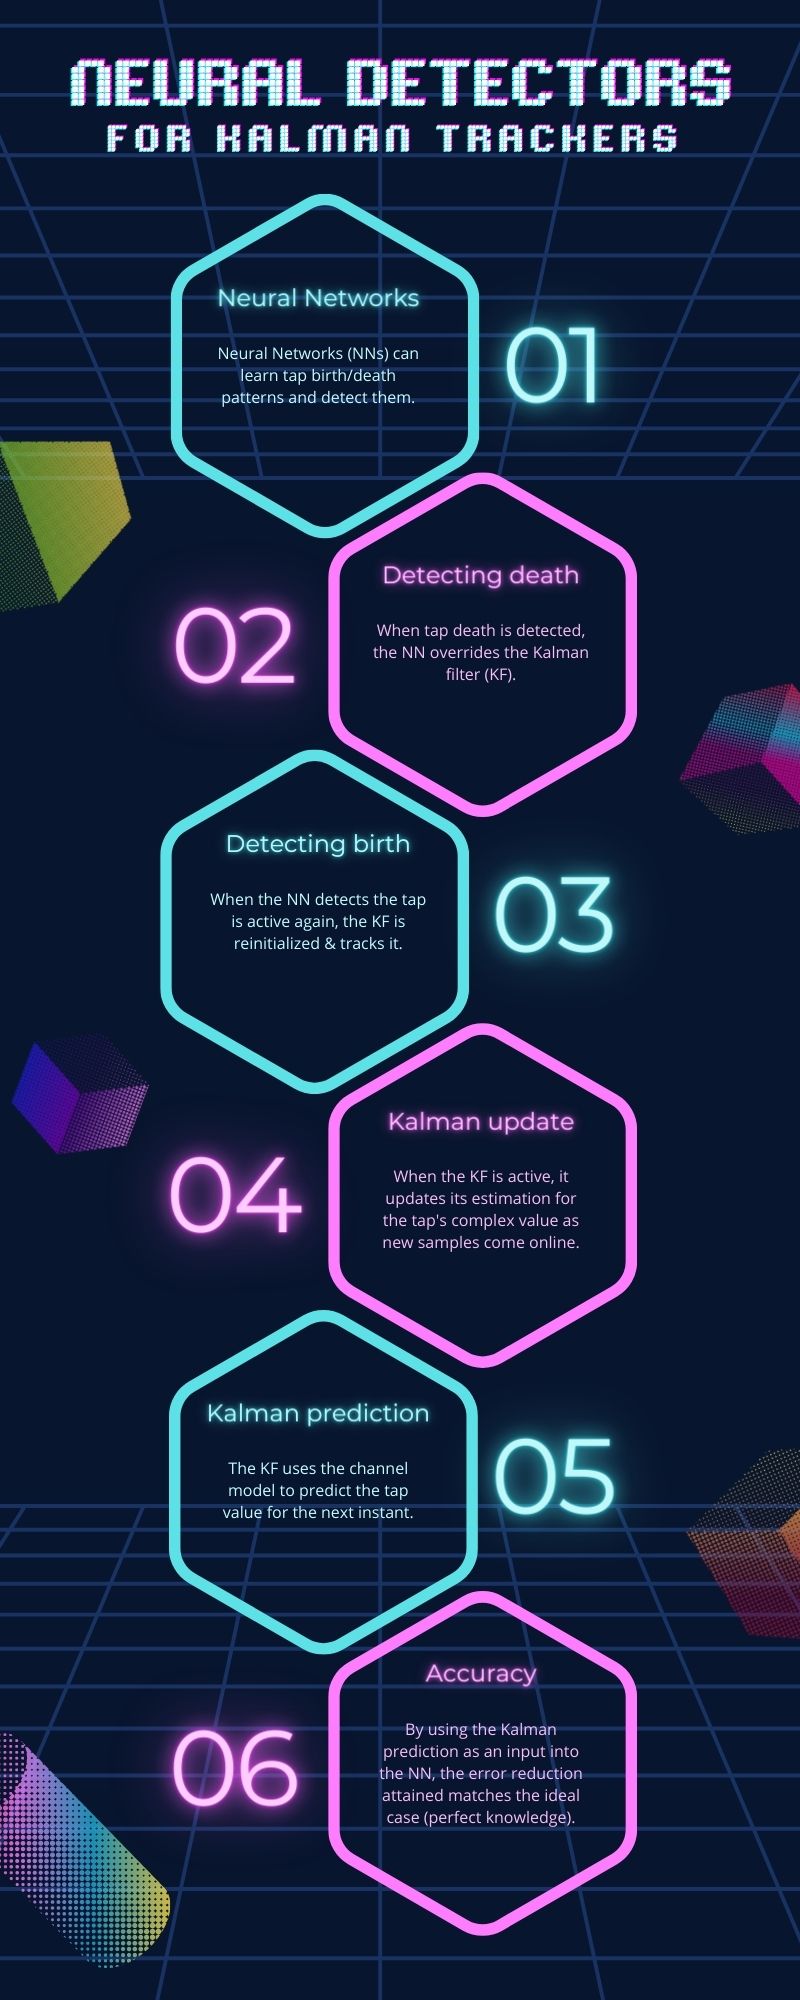 NEURAL DETECTORS
FOR KALMAN TRACKERS
Neural Networks
Neural Networks (NNs) can
learn tap birth/death
patterns and detect them.
01
Detecting death
When tap death is detected,
the NN overrides the Kalman
filter (KF).
02
Detecting birth
When the NN detects the tap
is active again, the KF is
reinitialized & tracks it.
03
Kalman update
When the KF is active, it
updates its estimation for
the tap's complex value as
new samples come online.
04
Kalman prediction
The KF uses the channel
model to predict the tap
value for the next instant.
05
Accuracy
By using the Kalman
prediction as an input into
the NN, the error reduction
attained matches the ideal
case (perfect knowledge).
06